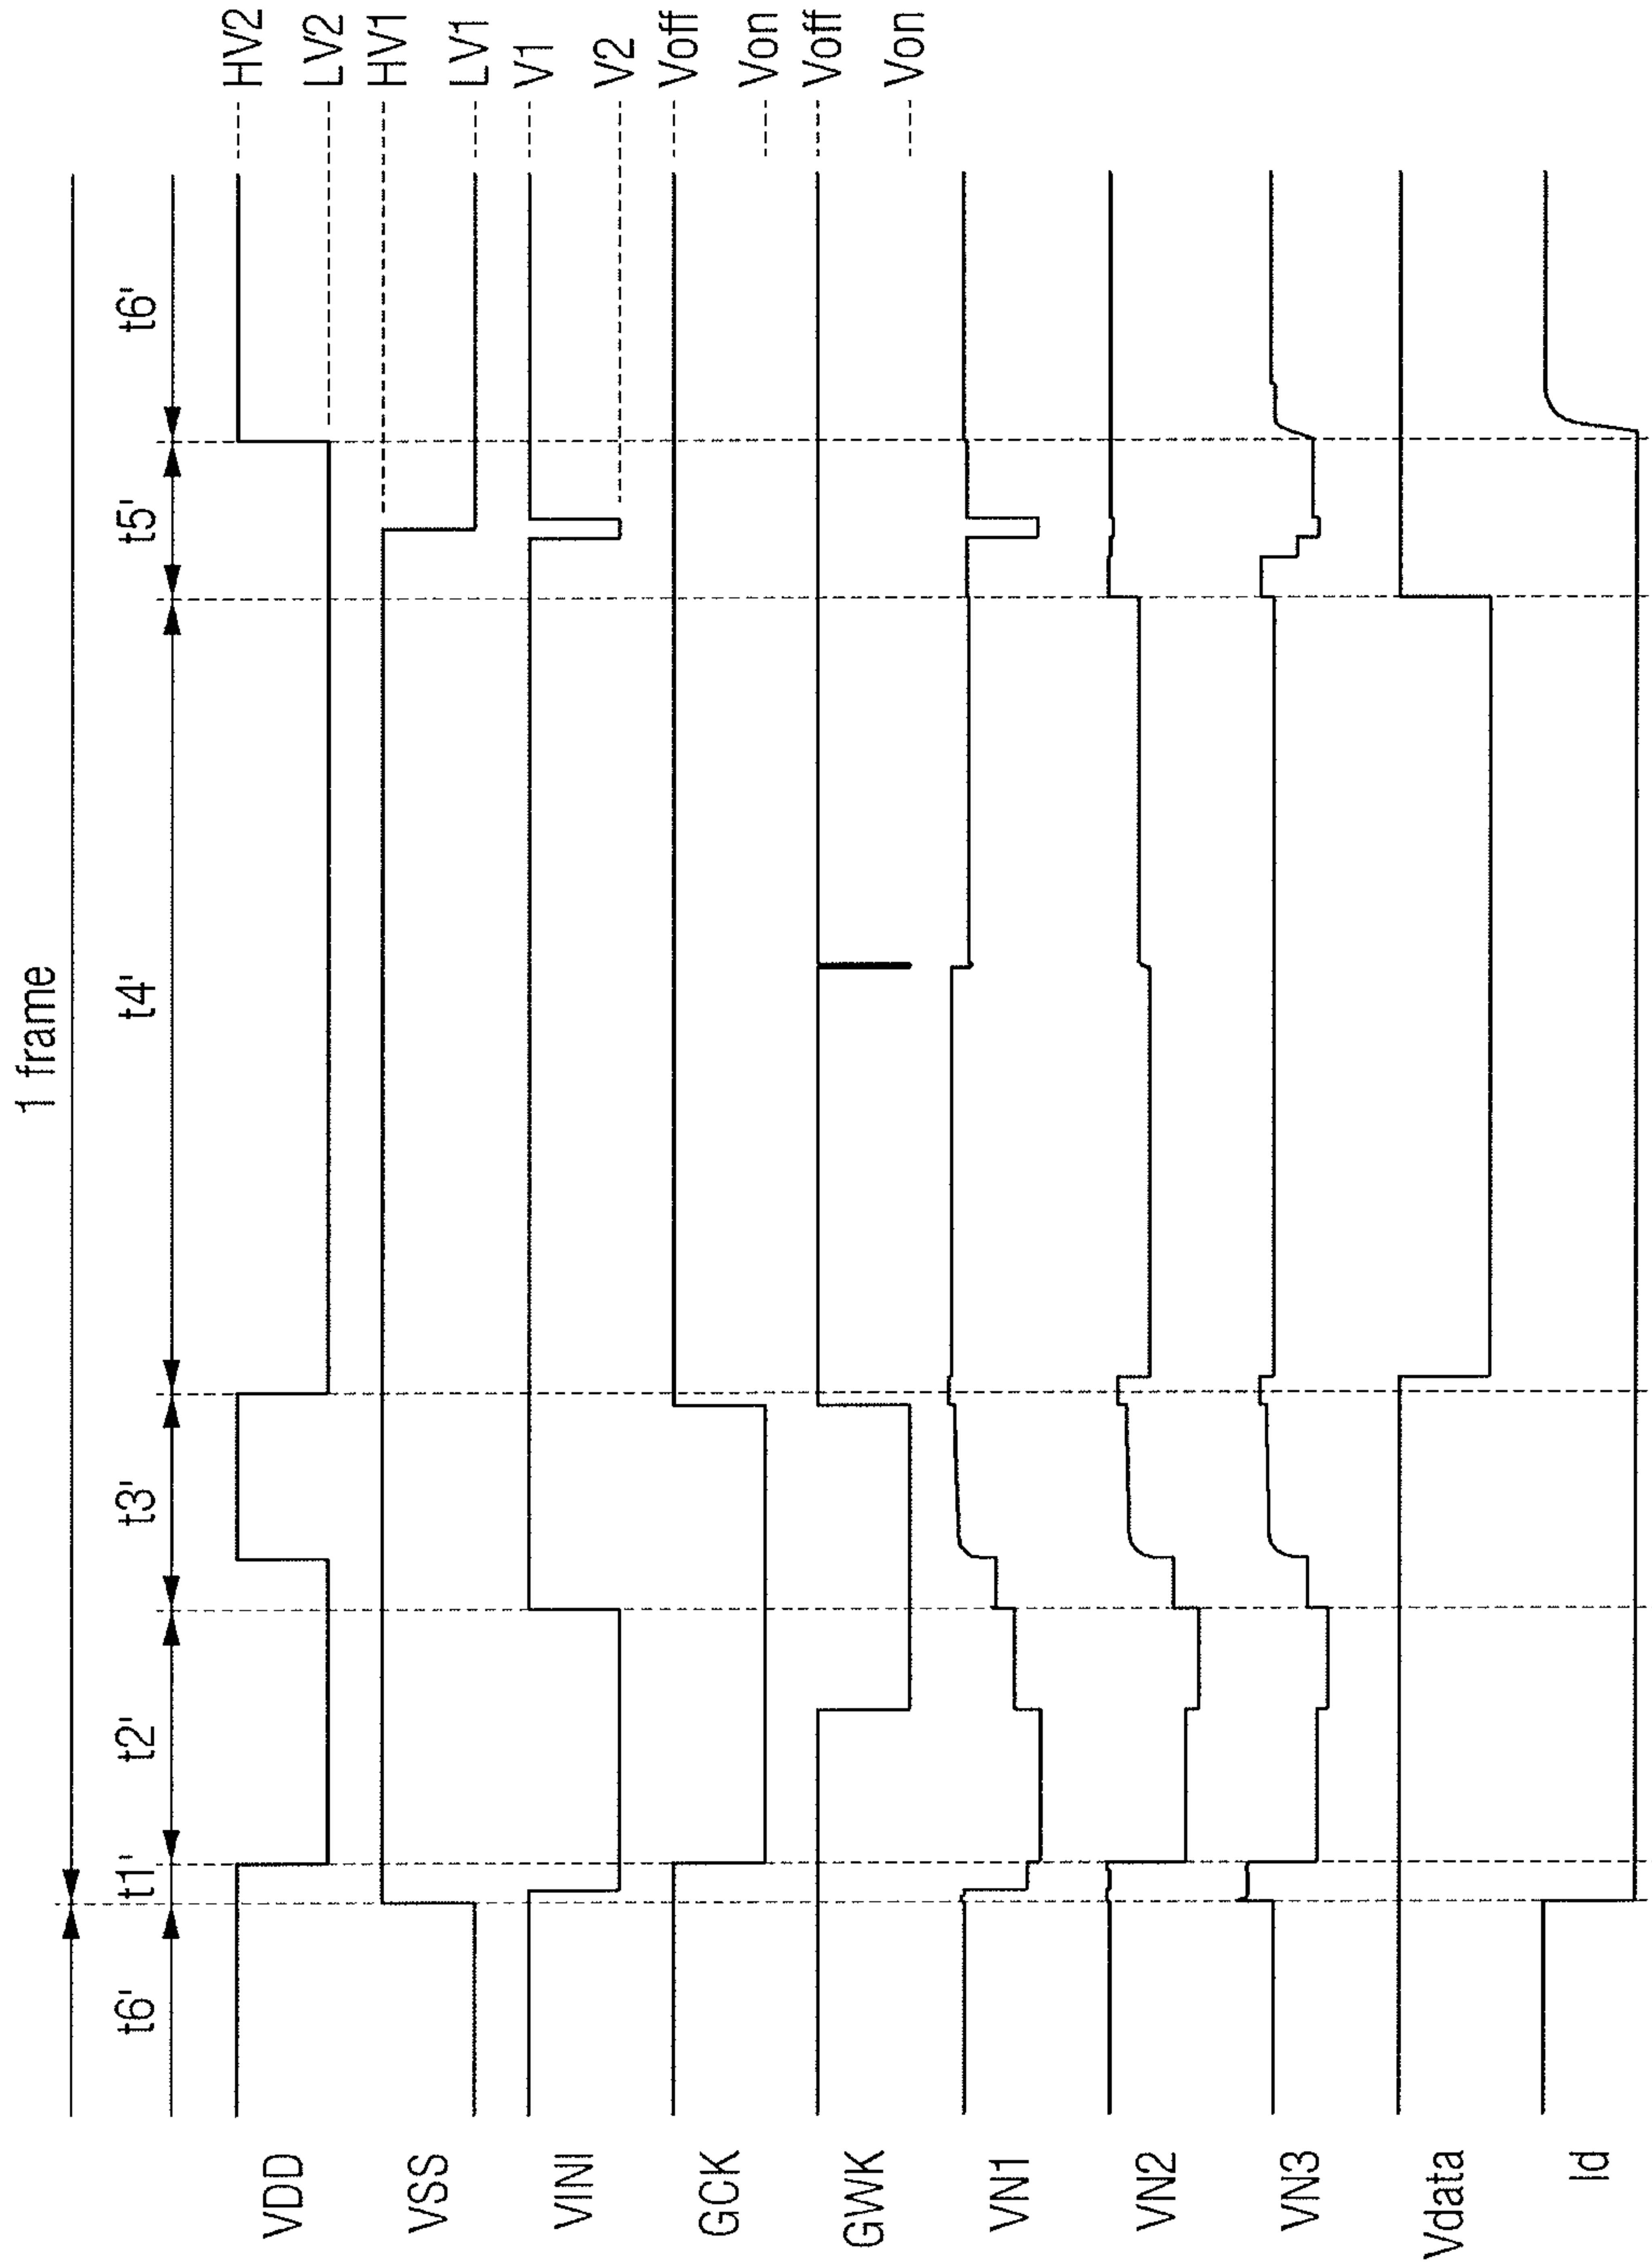 1 frame
t6'
t1'
t2'
t3'
t4'
t5'
t6'
VDD
HV2
LV2
VSS
HV1
LV1
VINI
V1
V2
GCK
Voff
Von
GWK
Voff
Von
VN1
VN2
VN3
Vdata
Id